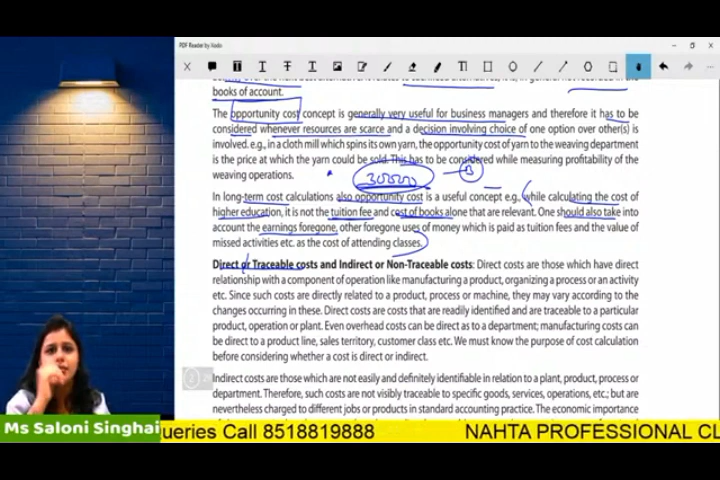 PDF Reader by Xodo
books of account.
The opportunity cost concept is generally very useful for business managers and therefore it has to be
considered whenever resources are scarce and a decision involving choice of one option over other(s) is
involved. e.g., in a cloth mill which spins its own yarn, the opportunity cost of yarn to the weaving department
is the price at which the yarn could be sold. This has to be considered while measuring profitability of the
weaving operations.
300000
B
In long-term cost calculations also opportunity cost is a useful concept e.g., while calculating the cost of
higher education, it is not the tuition fee and cost of books alone that are relevant. One should also take into
account the earnings foregone, other foregone uses of money which is paid as tuition fees and the value of
missed activities etc. as the cost of attending classes.
Direct or Traceable costs and Indirect or Non-Traceable costs: Direct costs are those which have direct
relationship with a component of operation like manufacturing a product, organizing a process or an activity
etc. Since such costs are directly related to a product, process or machine, they may vary according to the
changes occurring in these. Direct costs are costs that are readily identified and are traceable to a particular
product, operation or plant. Even overhead costs can be direct as to a department; manufacturing costs can
be direct to a product line, sales territory, customer class etc. We must know the purpose of cost calculation
before considering whether a cost is direct or indirect.
Indirect costs are those which are not easily and definitely identifiable in relation to a plant, product, process or
department. Therefore, such costs are not visibly traceable to specific goods, services, operations, etc.; but are
nevertheless charged to different jobs or products in standard accounting practice. The economic importance
Ms Saloni Singhai
ueries Call 8518819888 NAHTA PROFESSIONAL CL